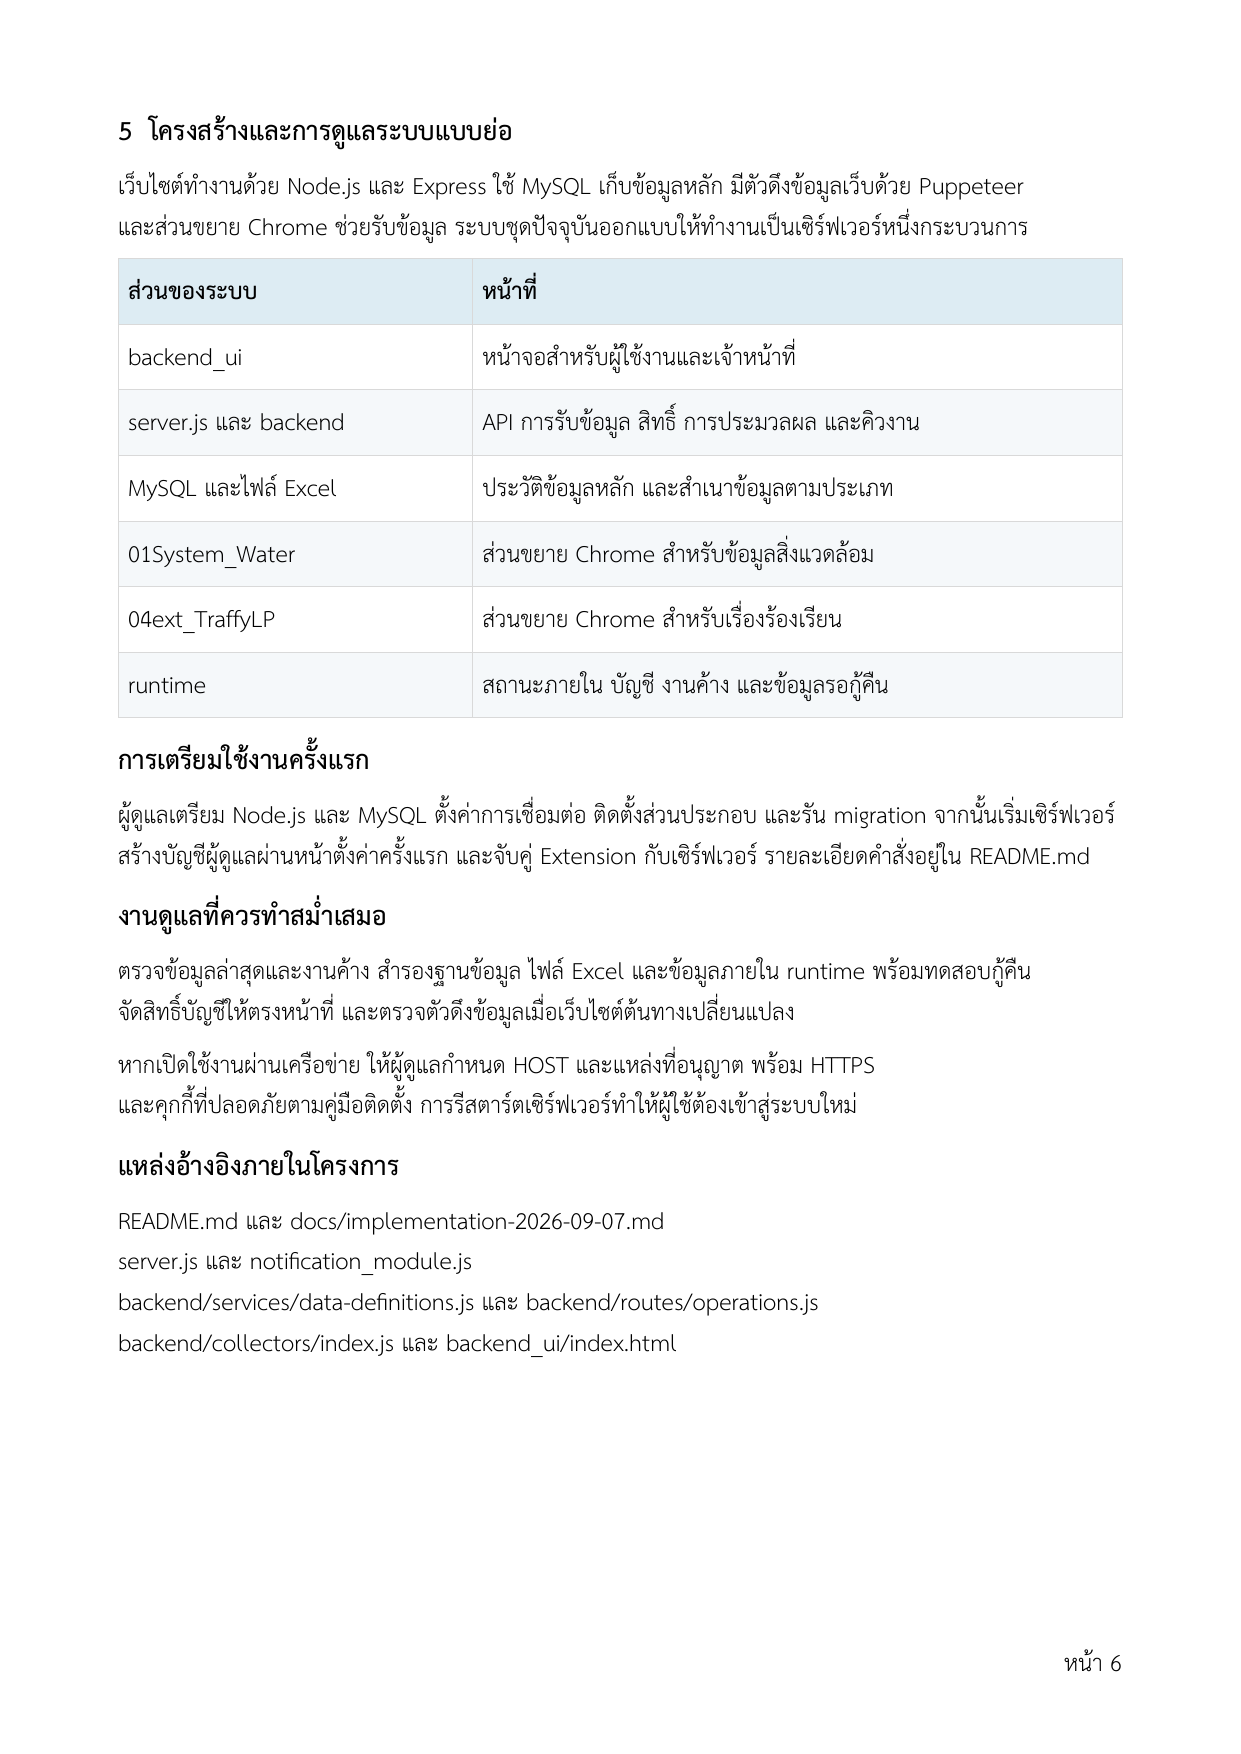 5 โครงสร้างและการดูแลระบบแบบย่อ
เว็บไซต์ทำงานด้วย Node.js และ Express ใช้ MySQL เก็บข้อมูลหลัก มีตัวดึงข้อมูลเว็บด้วย Puppeteer
และส่วนขยาย Chrome ช่วยรับข้อมูล ระบบชุดปัจจุบันออกแบบให้ทำงานเป็นเซิร์ฟเวอร์หนึ่งกระบวนการ
ส่วนของระบบ หน้าที่
backend_ui หน้าจอสำหรับผู้ใช้งานและเจ้าหน้าที่
server.js และ backend API การรับข้อมูล สิทธิ์ การประมวลผล และคิวงาน
MySQL และไฟล์ Excel ประวัติข้อมูลหลัก และสำเนาข้อมูลตามประเภท
01System_Water ส่วนขยาย Chrome สำหรับข้อมูลสิ่งแวดล้อม
04ext_TraffyLP ส่วนขยาย Chrome สำหรับเรื่องร้องเรียน
runtime สถานะภายใน บัญชี งานค้าง และข้อมูลรอกู้คืน
การเตรียมใช้งานครั้งแรก
ผู้ดูแลเตรียม Node.js และ MySQL ตั้งค่าการเชื่อมต่อ ติดตั้งส่วนประกอบ และรัน migration จากนั้นเริ่มเซิร์ฟเวอร์
สร้างบัญชีผู้ดูแลผ่านหน้าตั้งค่าครั้งแรก และจับคู่ Extension กับเซิร์ฟเวอร์ รายละเอียดคำสั่งอยู่ใน README.md
งานดูแลที่ควรทำสม่ำเสมอ
ตรวจข้อมูลล่าสุดและงานค้าง สำรองฐานข้อมูล ไฟล์ Excel และข้อมูลภายใน runtime พร้อมทดสอบกู้คืน
จัดสิทธิ์บัญชีให้ตรงหน้าที่ และตรวจตัวดึงข้อมูลเมื่อเว็บไซต์ต้นทางเปลี่ยนแปลง
หากเปิดใช้งานผ่านเครือข่าย ให้ผู้ดูแลกำหนด HOST และแหล่งที่อนุญาต พร้อม HTTPS
และคุกกี้ที่ปลอดภัยตามคู่มือติดตั้ง การรีสตาร์ตเซิร์ฟเวอร์ทำให้ผู้ใช้ต้องเข้าสู่ระบบใหม่
แหล่งอ้างอิงภายในโครงการ
README.md และ docs/implementation-2026-09-07.md
server.js และ notification_module.js
backend/services/data-definitions.js และ backend/routes/operations.js
backend/collectors/index.js และ backend_ui/index.html
หน้า 6